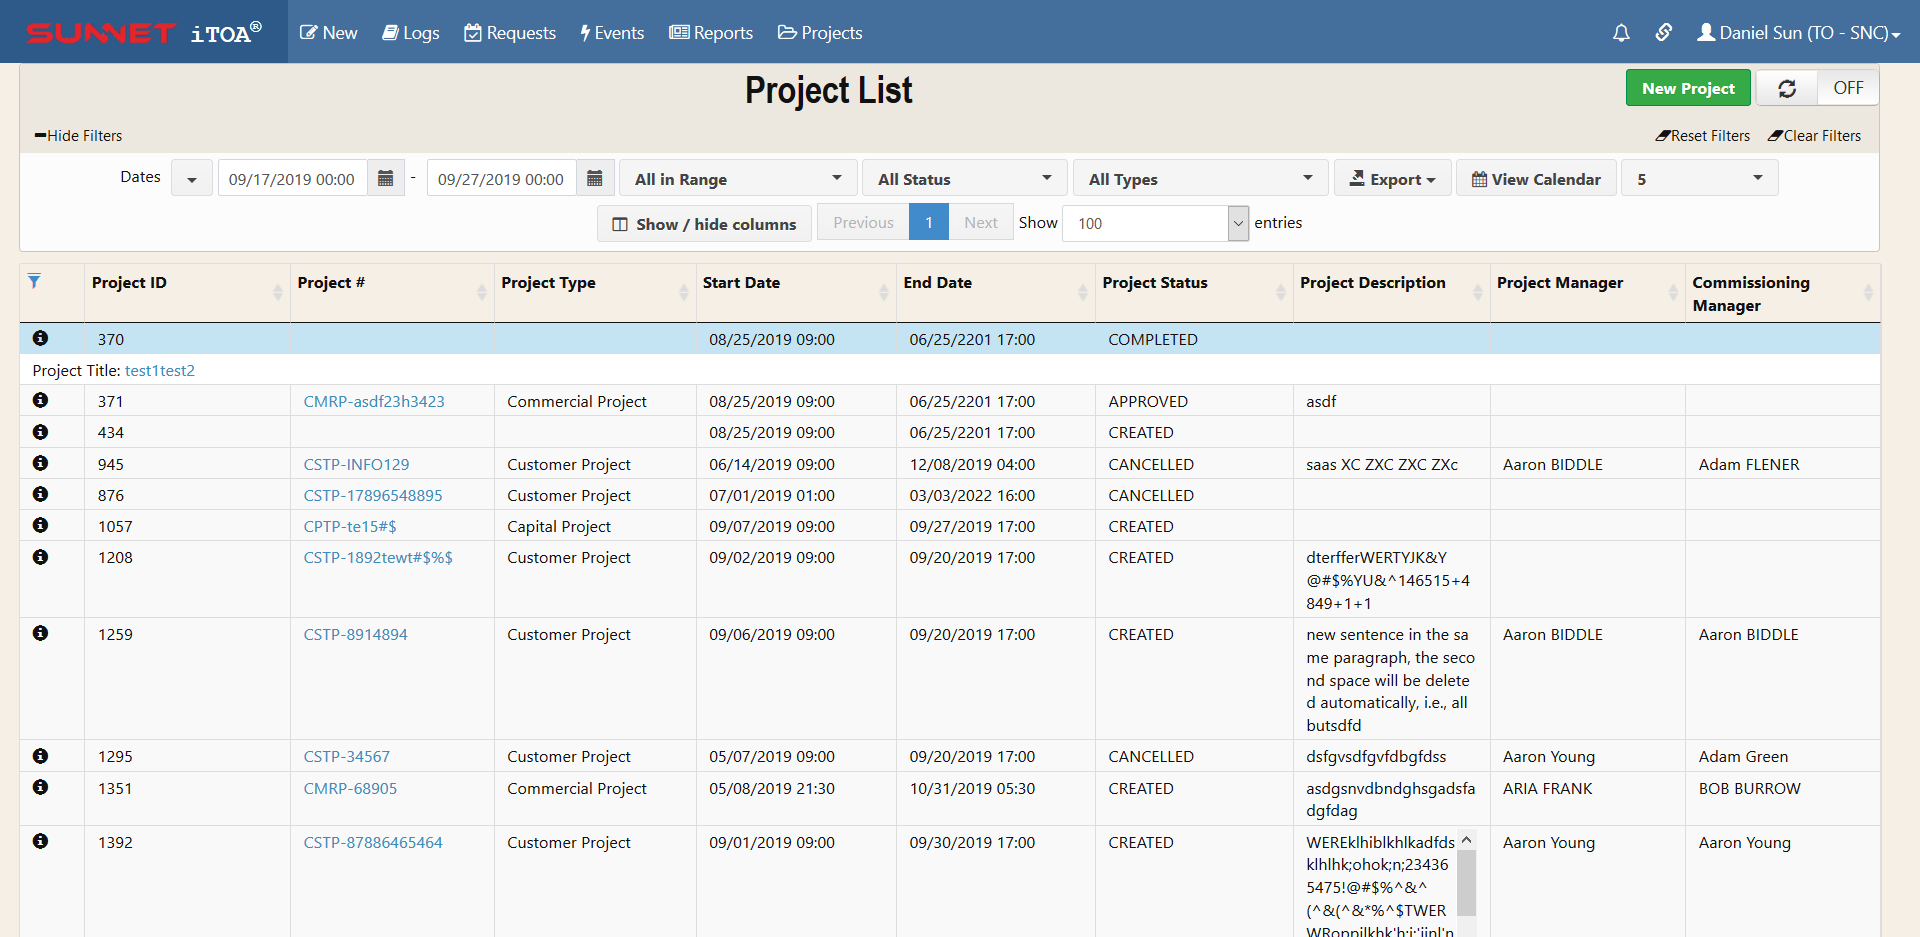 SUNNET iTOA® New Logs Requests Events Reports Projects Daniel Sun (TO - SNC)
Project List New Project OFF
Hide Filters Reset Filters Clear Filters
Dates 09/17/2019 00:00 - 09/27/2019 00:00 All in Range All Status All Types Export View Calendar 5
Show / hide columns Previous 1 Next Show 100 entries
Project ID Project # Project Type Start Date End Date Project Status Project Description Project Manager Commissioning
Manager
370 08/25/2019 09:00 06/25/2201 17:00 COMPLETED
Project Title: test1test2
371 CMRP-asdf23h3423 Commercial Project 08/25/2019 09:00 06/25/2201 17:00 APPROVED asdf
434 08/25/2019 09:00 06/25/2201 17:00 CREATED
945 CSTP-INFO129 Customer Project 06/14/2019 09:00 12/08/2019 04:00 CANCELLED saas XC ZXC ZXC ZXc Aaron BIDDLE Adam FLENER
876 CSTP-17896548895 Customer Project 07/01/2019 01:00 03/03/2022 16:00 CANCELLED
1057 CPTP-te15#$ Capital Project 09/07/2019 09:00 09/27/2019 17:00 CREATED
1208 CSTP-1892tewt#$%$ Customer Project 09/02/2019 09:00 09/20/2019 17:00 CREATED dterfferWERTYJK&Y
@#$%YU&^146515+4
849+1+1
1259 CSTP-8914894 Customer Project 09/06/2019 09:00 09/20/2019 17:00 CREATED new sentence in the sa Aaron BIDDLE Aaron BIDDLE
me paragraph, the seco
nd space will be delete
d automatically, i.e., all
butsdfd
1295 CSTP-34567 Customer Project 05/07/2019 09:00 09/20/2019 17:00 CANCELLED dsfgvsdfgvfdbgfdss Aaron Young Adam Green
1351 CMRP-68905 Commercial Project 05/08/2019 21:30 10/31/2019 05:30 CREATED asdgsnvdbndghsgadsfa ARIA FRANK BOB BURROW
dgfdag
1392 CSTP-87886465464 Customer Project 09/01/2019 09:00 09/30/2019 17:00 CREATED WEREklhiblkhlkadfds Aaron Young Aaron Young
klhlhk;ohok;n;23436
5475!@#$%^&^
(^&(^&*%^$TWER